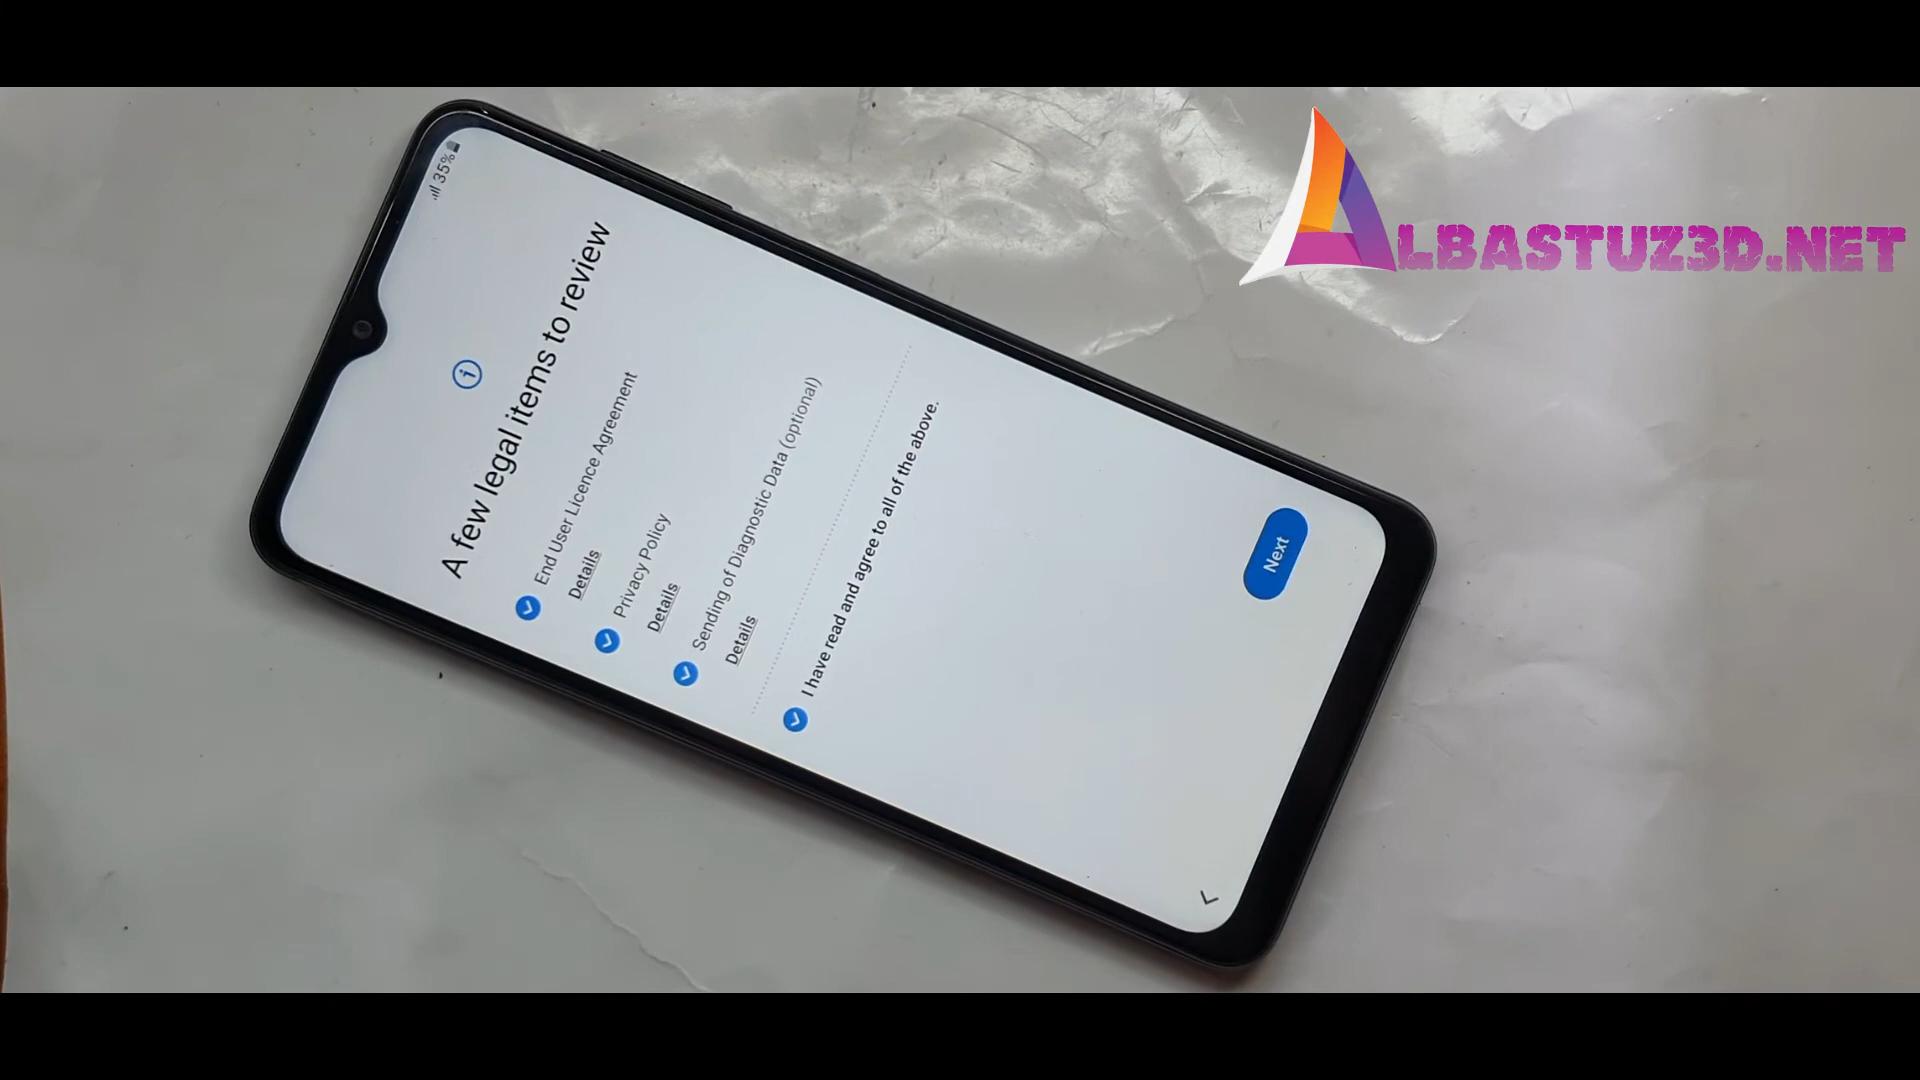 35%
A few legal items to review
End User Licence Agreement
Details
Privacy Policy
Details
Sending of Diagnostic Data (optional)
Details
I have read and agree to all of the above.
Next
ALBASTUZ3D.NET